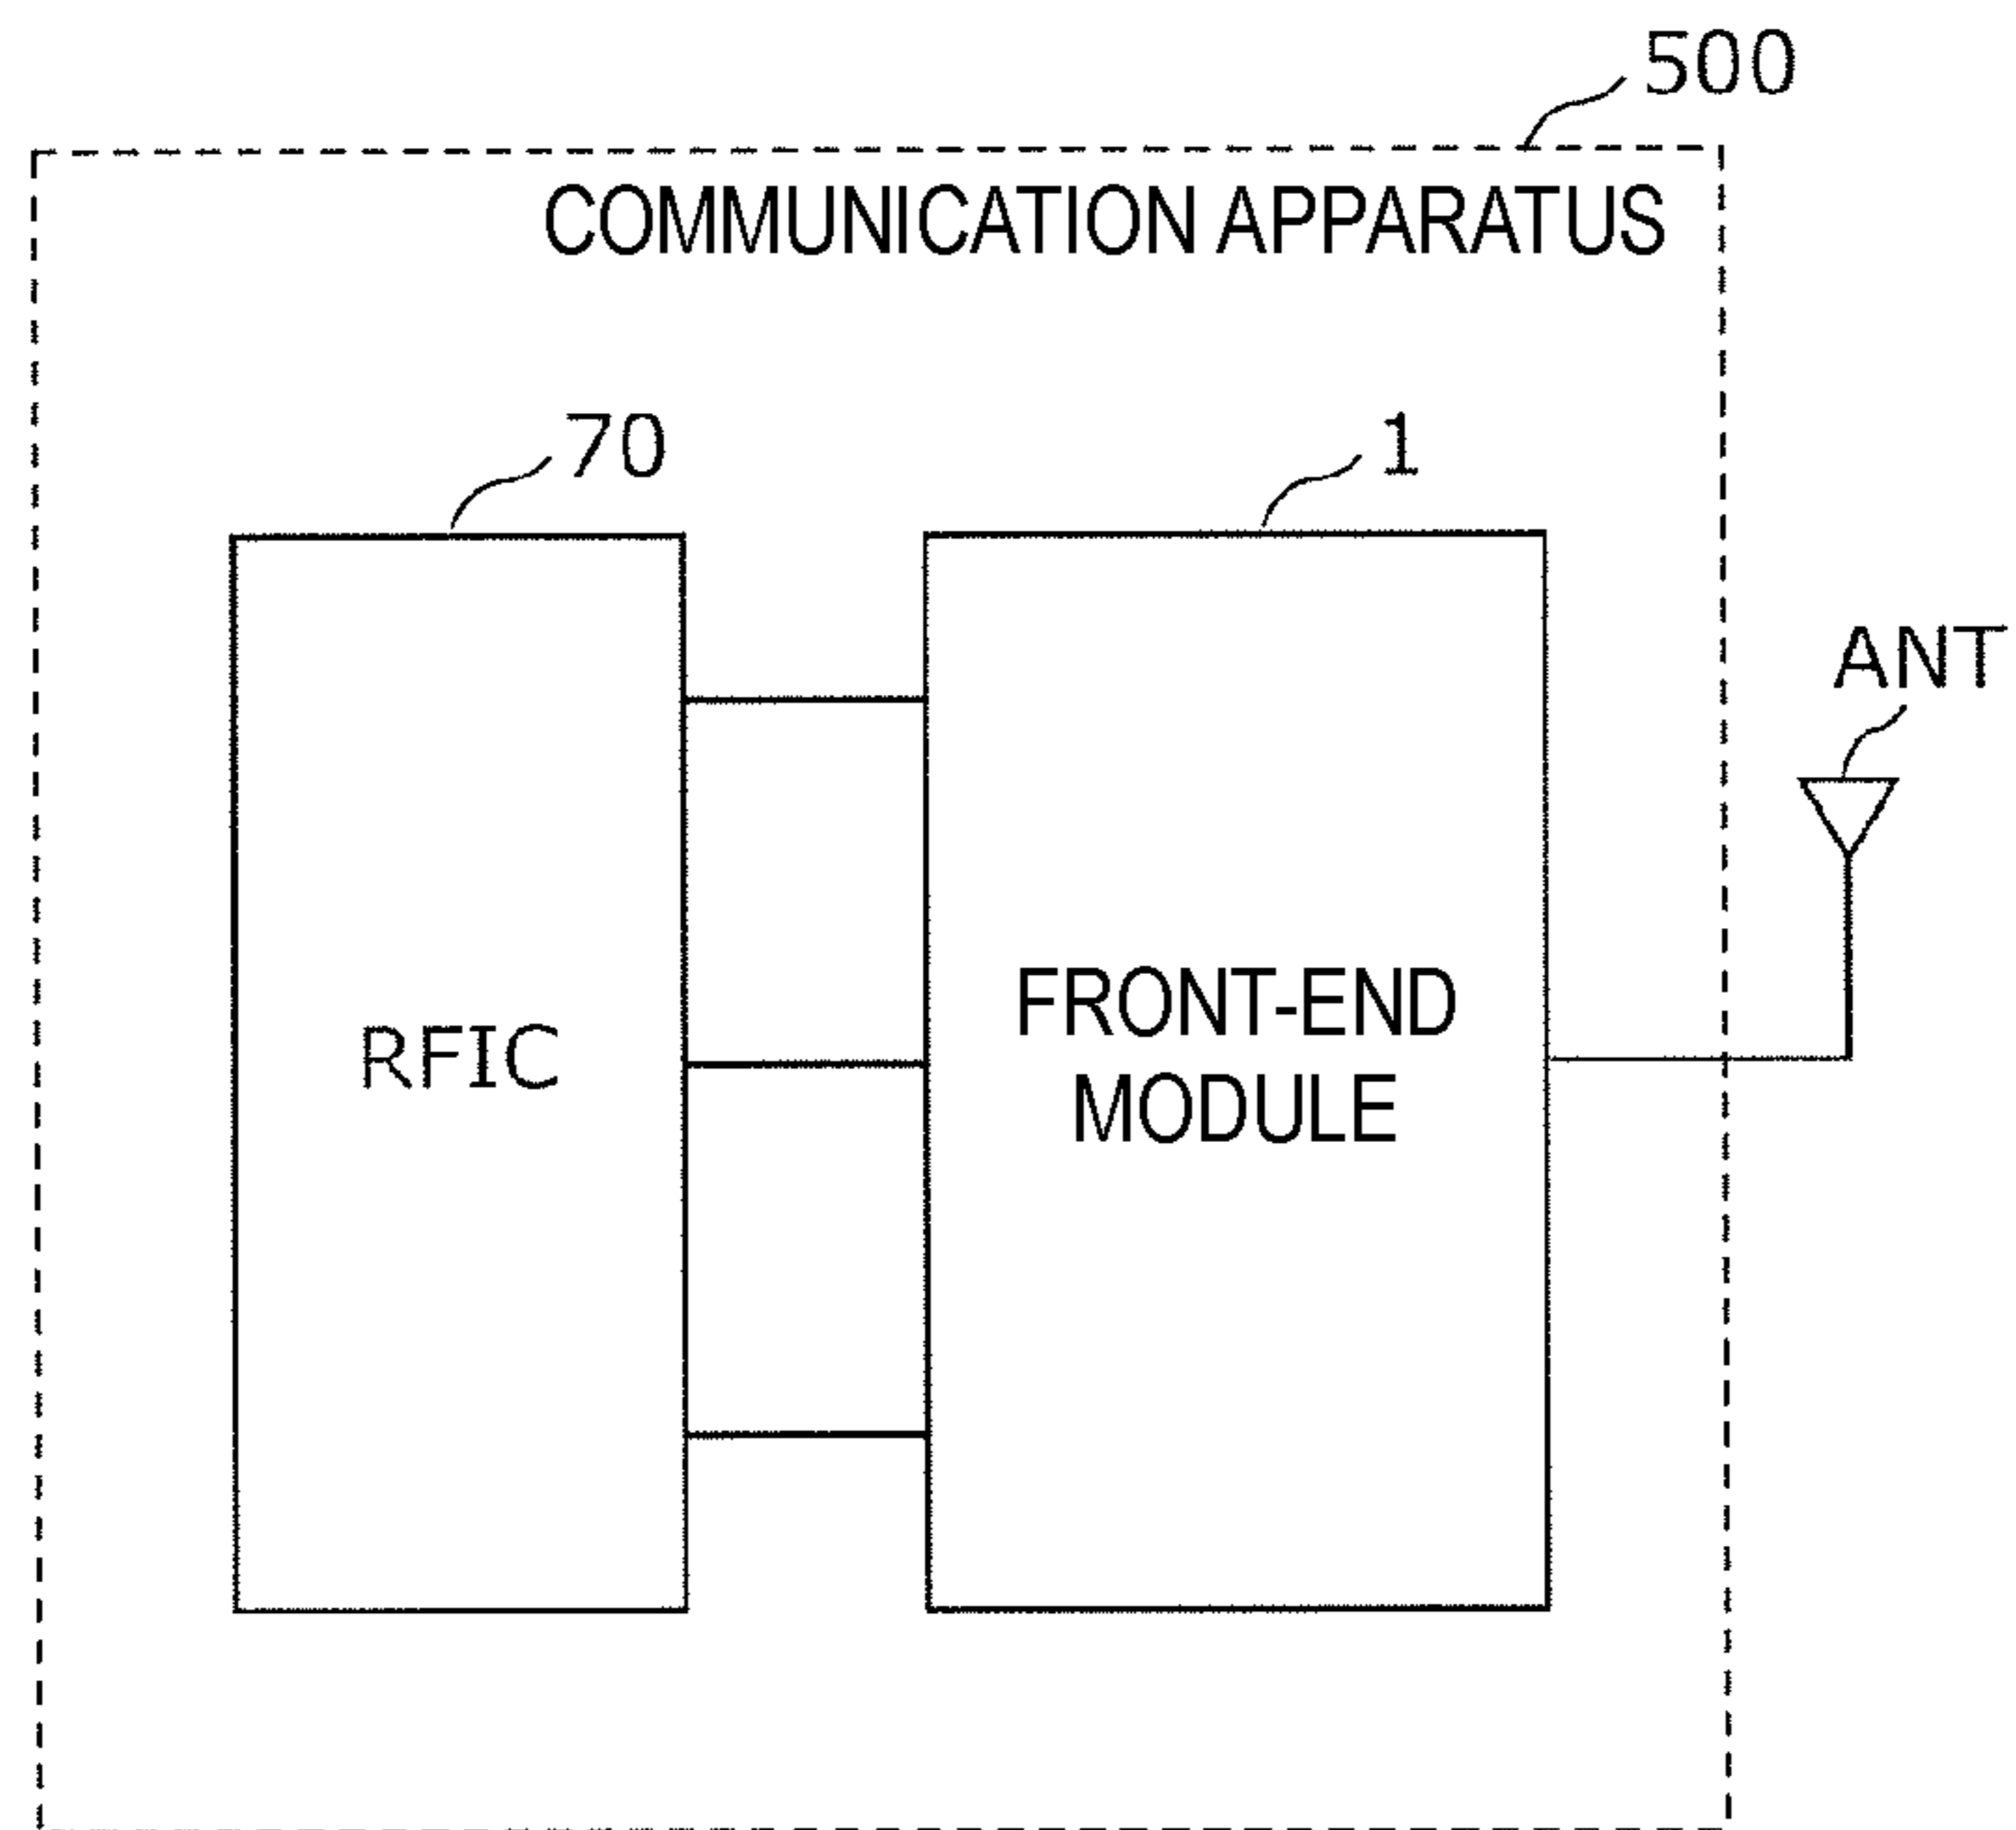 500
COMMUNICATION APPARATUS
70
1
ANT
RFIC
FRONT-END
MODULE